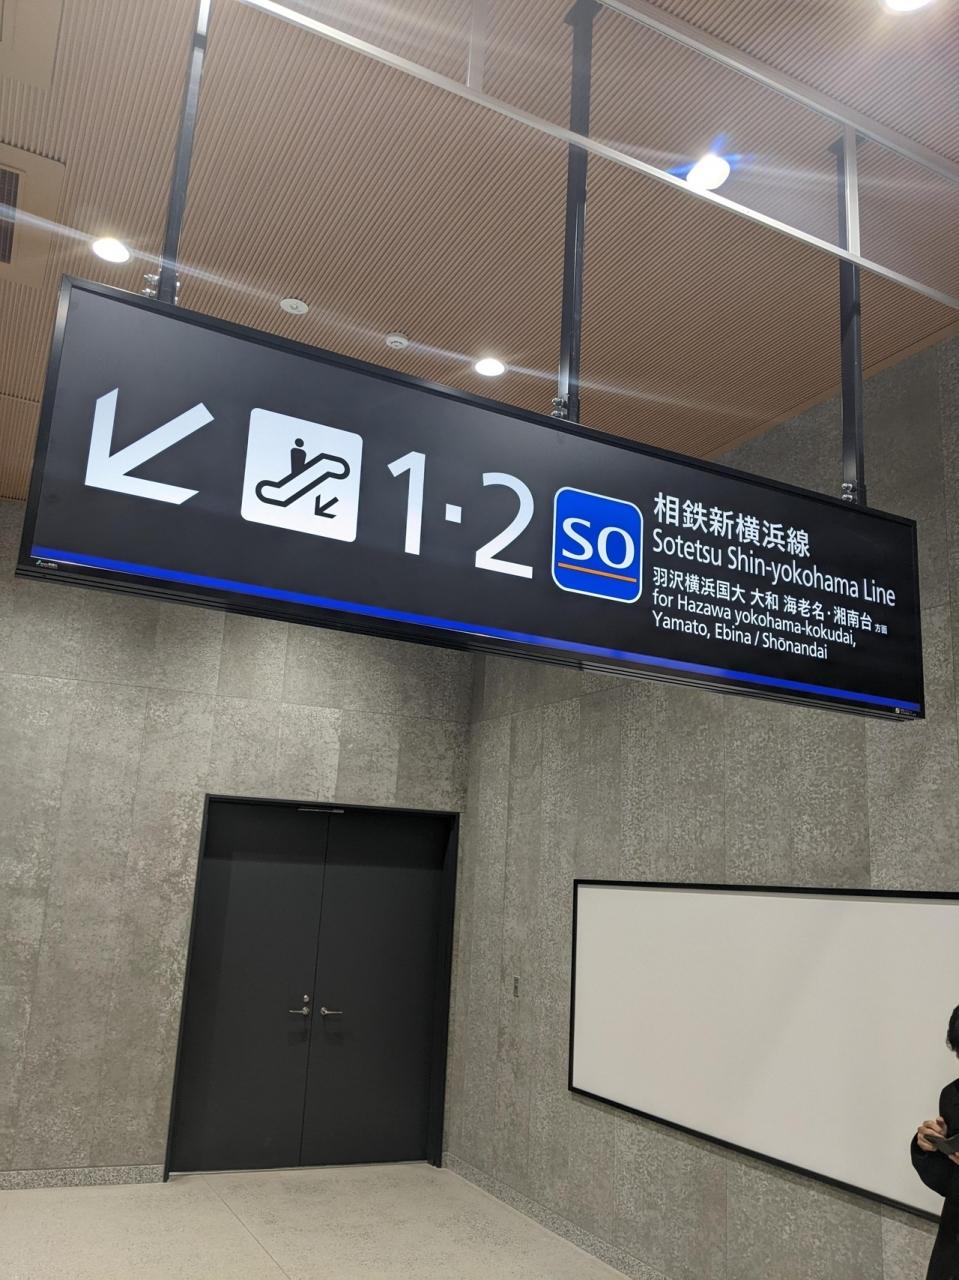 1・2
SO
相鉄新横浜線
Sotetsu Shin-yokohama Line
羽沢横浜国大 大和 海老名・湘南台 方面
for Hazawa yokohama-kokudai,
Yamato, Ebina / Shōnandai